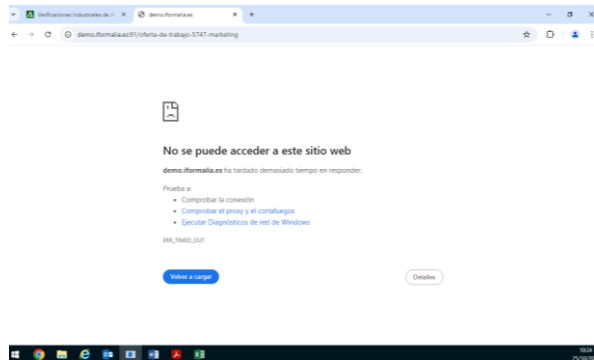 Verificaciones Industriales de A
demo.iformalia.es
demo.iformalia.es:91/oferta-de-trabajo-5747-marketing
No se puede acceder a este sitio web
demo.iformalia.es ha tardado demasiado tiempo en responder.
Prueba a:
Comprobar la conexión
Comprobar el proxy y el cortafuegos
Ejecutar Diagnósticos de red de Windows
ERR_TIMED_OUT
Volver a cargar
Detalles
10:24